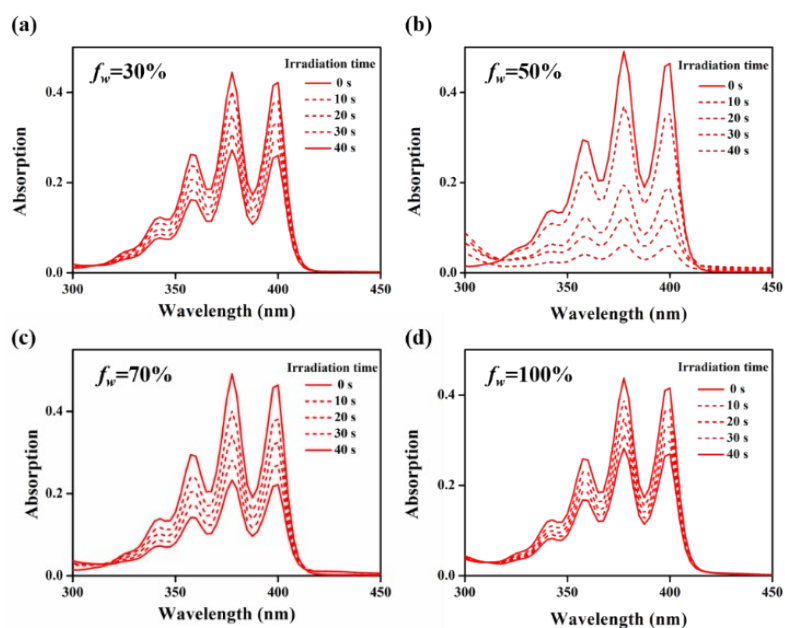 (a)
f_w=30%
Irradiation time
0 s
10 s
20 s
30 s
40 s
0.4
0.2
0.0
Absorption
300
350
400
450
Wavelength (nm)
(b)
f_w=50%
Irradiation time
0 s
10 s
20 s
30 s
40 s
0.4
0.2
0.0
Absorption
300
350
400
450
Wavelength (nm)
(c)
f_w=70%
Irradiation time
0 s
10 s
20 s
30 s
40 s
0.4
0.2
0.0
Absorption
300
350
400
450
Wavelength (nm)
(d)
f_w=100%
Irradiation time
0 s
10 s
20 s
30 s
40 s
0.4
0.2
0.0
Absorption
300
350
400
450
Wavelength (nm)